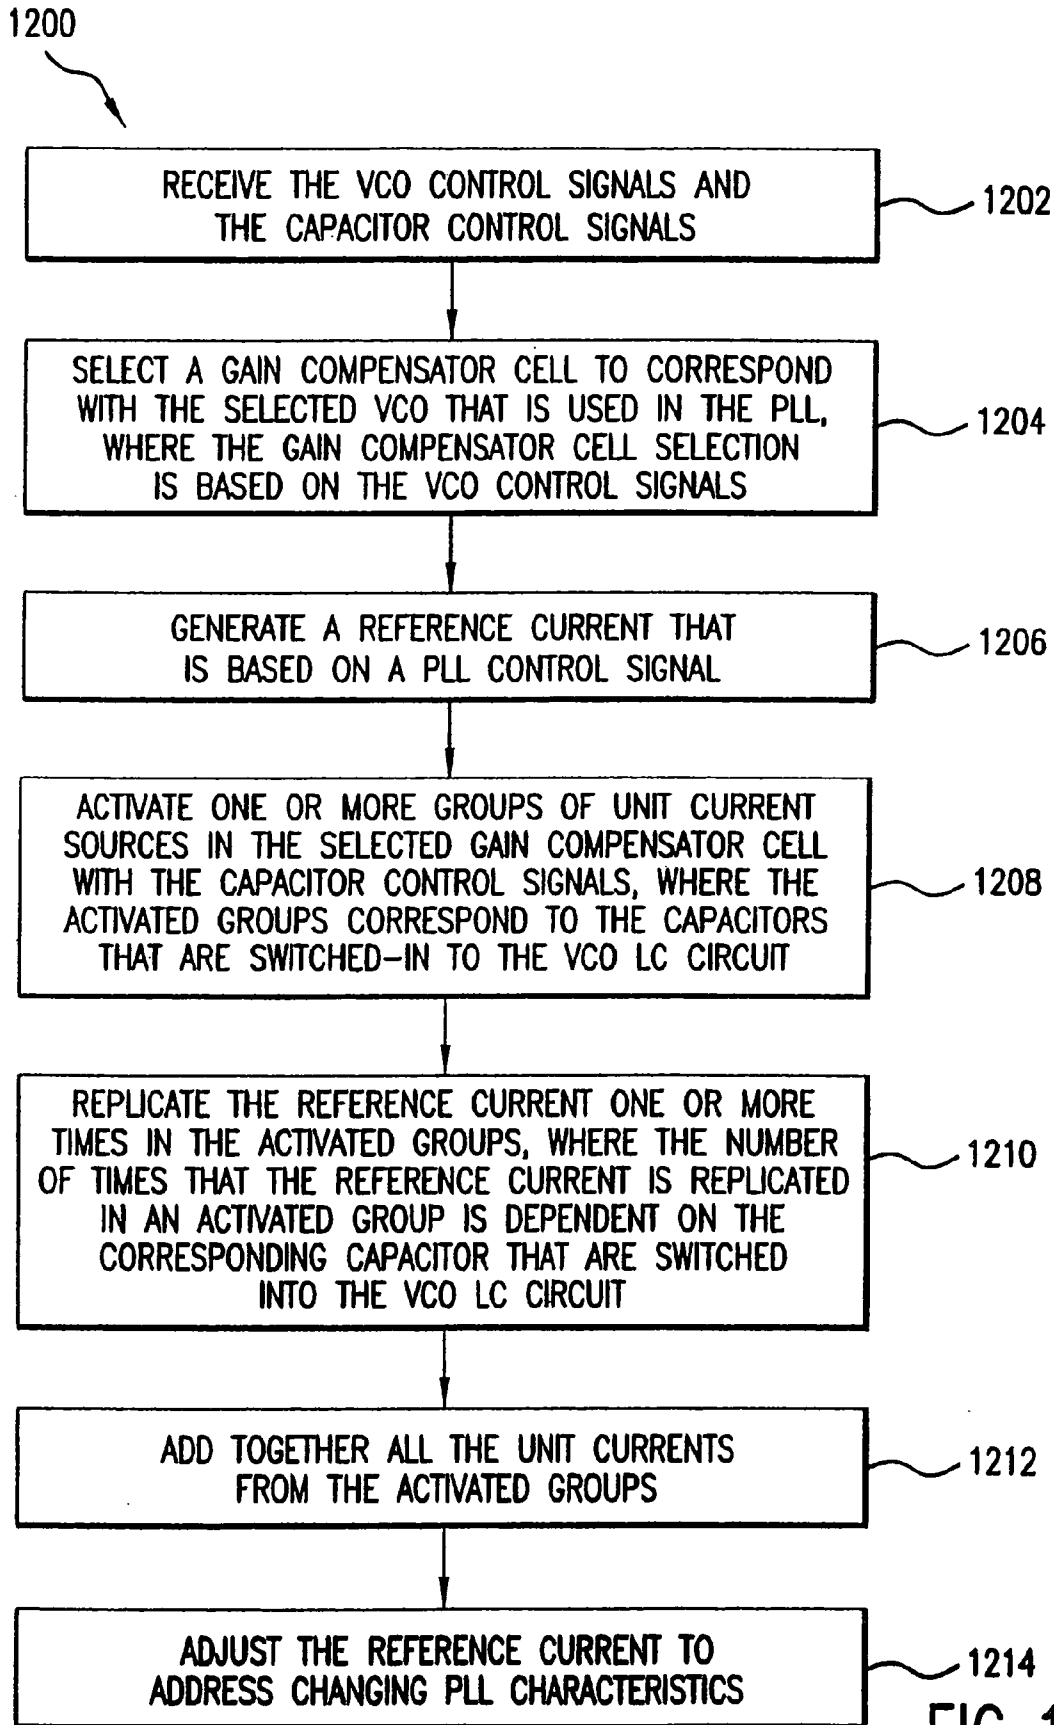 1200
RECEIVE THE VCO CONTROL SIGNALS AND
THE CAPACITOR CONTROL SIGNALS
1202
SELECT A GAIN COMPENSATOR CELL TO CORRESPOND
WITH THE SELECTED VCO THAT IS USED IN THE PLL,
WHERE THE GAIN COMPENSATOR CELL SELECTION
IS BASED ON THE VCO CONTROL SIGNALS
1204
GENERATE A REFERENCE CURRENT THAT
IS BASED ON A PLL CONTROL SIGNAL
1206
ACTIVATE ONE OR MORE GROUPS OF UNIT CURRENT
SOURCES IN THE SELECTED GAIN COMPENSATOR CELL
WITH THE CAPACITOR CONTROL SIGNALS, WHERE THE
ACTIVATED GROUPS CORRESPOND TO THE CAPACITORS
THAT ARE SWITCHED-IN TO THE VCO LC CIRCUIT
1208
REPLICATE THE REFERENCE CURRENT ONE OR MORE
TIMES IN THE ACTIVATED GROUPS, WHERE THE NUMBER
OF TIMES THAT THE REFERENCE CURRENT IS REPLICATED
IN AN ACTIVATED GROUP IS DEPENDENT ON THE
CORRESPONDING CAPACITOR THAT ARE SWITCHED
INTO THE VCO LC CIRCUIT
1210
ADD TOGETHER ALL THE UNIT CURRENTS
FROM THE ACTIVATED GROUPS
1212
ADJUST THE REFERENCE CURRENT TO
ADDRESS CHANGING PLL CHARACTERISTICS
1214